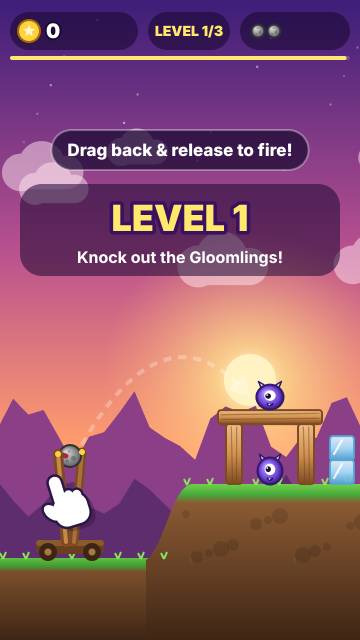 0
LEVEL 1/3
Drag back & release to fire!
LEVEL 1
Knock out the Gloomlings!